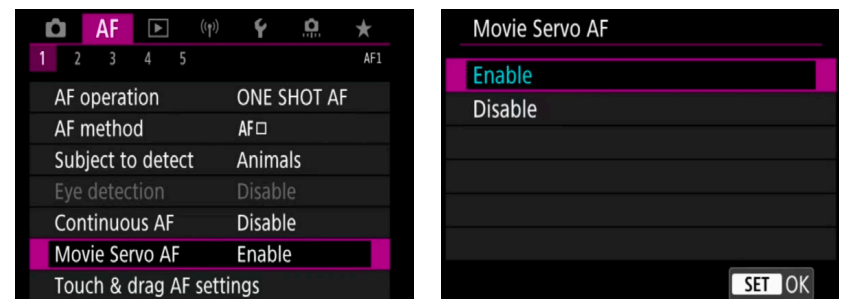 AF
1 2 3 4 5 AF1
AF operation ONE SHOT AF
AF method AF
Subject to detect Animals
Eye detection Disable
Continuous AF Disable
Movie Servo AF Enable
Touch & drag AF settings
Movie Servo AF
Enable
Disable
SET OK